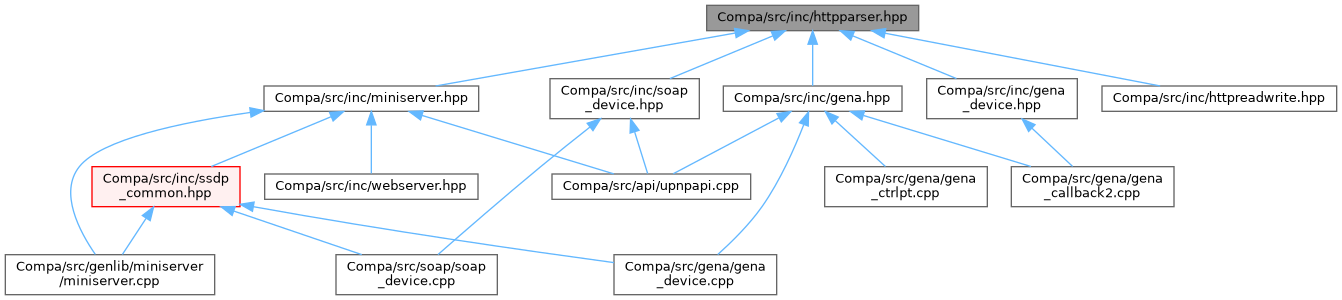 Compa/src/inc/httpparser.hpp
Compa/src/inc/miniserver.hpp
Compa/src/inc/soap
_device.hpp
Compa/src/inc/gena.hpp
Compa/src/inc/gena
_device.hpp
Compa/src/inc/httpreadwrite.hpp
Compa/src/inc/ssdp
_common.hpp
Compa/src/inc/webserver.hpp
Compa/src/api/upnpapi.cpp
Compa/src/gena/gena
_ctrlpt.cpp
Compa/src/gena/gena
_callback2.cpp
Compa/src/genlib/miniserver
/miniserver.cpp
Compa/src/soap/soap
_device.cpp
Compa/src/gena/gena
_device.cpp